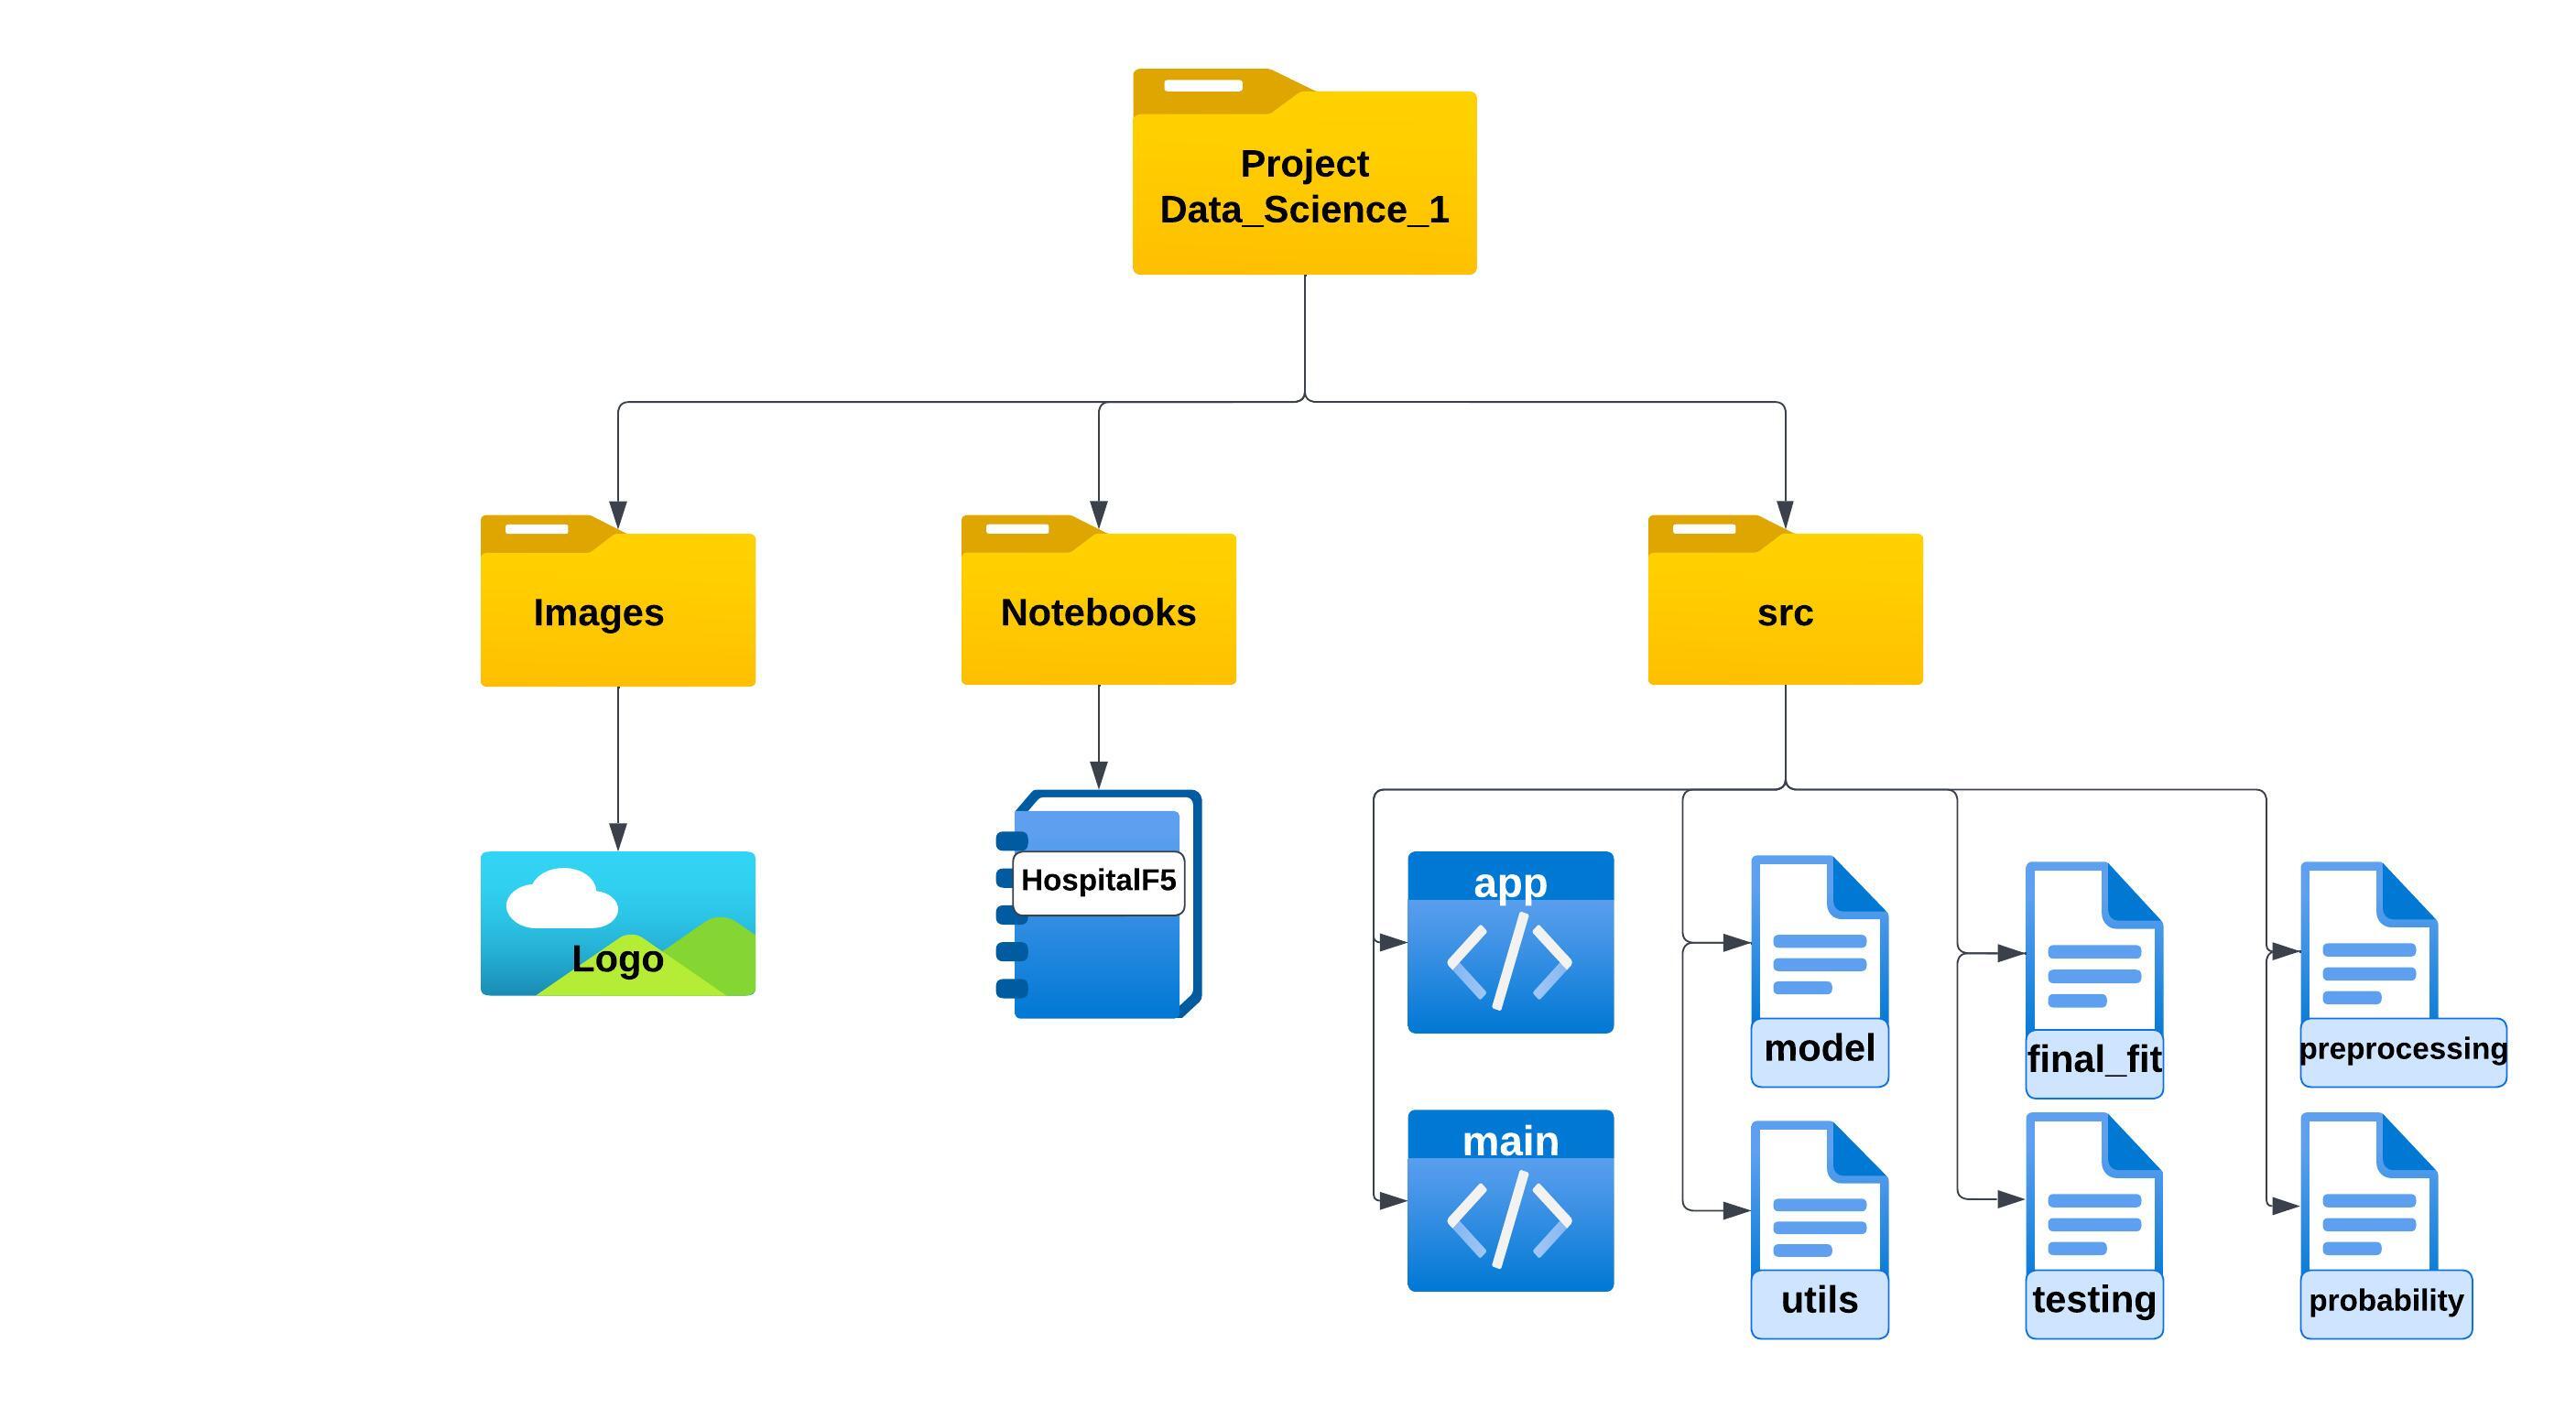 Project
Data_Science_1
Images
Notebooks
src
Logo
HospitalF5
app
model
final_fit
preprocessing
main
utils
testing
probability